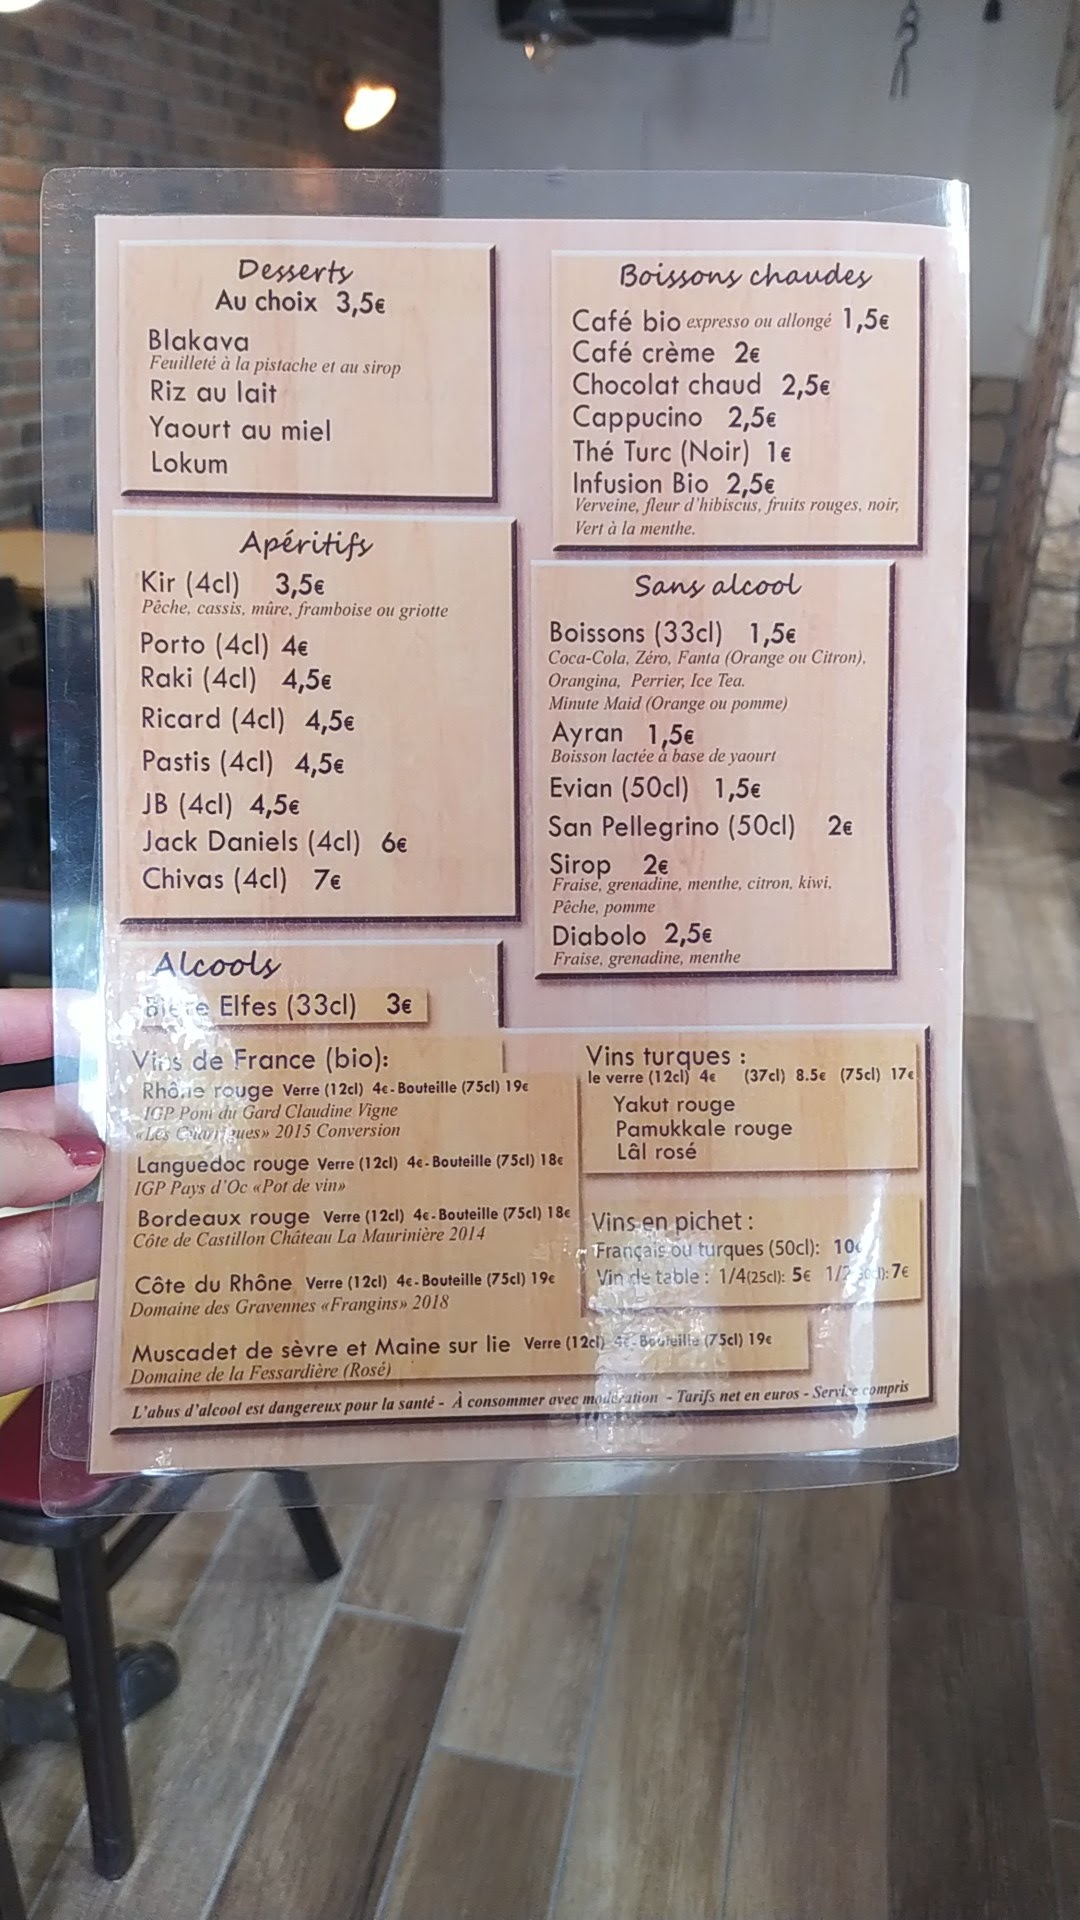 Desserts
Au choix 3,5€
Blakava
Feuilleté à la pistache et au sirop
Riz au lait
Yaourt au miel
Lokum
Apéritifs
Kir (4cl) 3,5€
Pêche, cassis, mûre, framboise ou griotte
Porto (4cl) 4€
Raki (4cl) 4,5€
Ricard (4cl) 4,5€
Pastis (4cl) 4,5€
JB (4cl) 4,5€
Jack Daniels (4cl) 6€
Chivas (4cl) 7€
Boissons chaudes
Café bio expresso ou allongé 1,5€
Café crème 2€
Chocolat chaud 2,5€
Cappucino 2,5€
Thé Turc (Noir) 1€
Infusion Bio 2,5€
Verveine, fleur d'hibiscus, fruits rouges, noir,
Vert à la menthe.
Sans alcool
Boissons (33cl) 1,5€
Coca-Cola, Zéro, Fanta (Orange ou Citron),
Orangina, Perrier, Ice Tea.
Minute Maid (Orange ou pomme)
Ayran 1,5€
Boisson lactée à base de yaourt
Evian (50cl) 1,5€
San Pellegrino (50cl) 2€
Sirop 2€
Fraise, grenadine, menthe, citron, kiwi,
Pêche, pomme
Diabolo 2,5€
Fraise, grenadine, menthe
Alcools
Bière Elfes (33cl) 3€
Vins de France (bio):
Rhône rouge Verre (12cl) 4€-Bouteille (75cl) 19€
IGP Pont du Gard Claudine Vigne
«Les Guarrigues» 2015 Conversion
Languedoc rouge Verre (12cl) 4€-Bouteille (75cl) 18€
IGP Pays d'Oc «Pot de vin»
Bordeaux rouge Verre (12cl) 4€-Bouteille (75cl) 18€
Côte de Castillon Château La Maurinière 2014
Côte du Rhône Verre (12cl) 4€-Bouteille (75cl) 19€
Domaine des Gravennes «Frangins» 2018
Muscadet de sèvre et Maine sur lie Verre (12cl) 4€-Bouteille (75cl) 19€
Domaine de la Fessardière (Rosé)
Vins turques :
le verre (12cl) 4€ (37cl) 8.5€ (75cl) 17€
Yakut rouge
Pamukkale rouge
Lâl rosé
Vins en pichet :
Français ou turques (50cl): 10€
Vin de table : 1/4(25cl): 5€ 7€
L'abus d'alcool est dangereux pour la santé - À consommer avec modération - Tarifs net en euros - Service compris